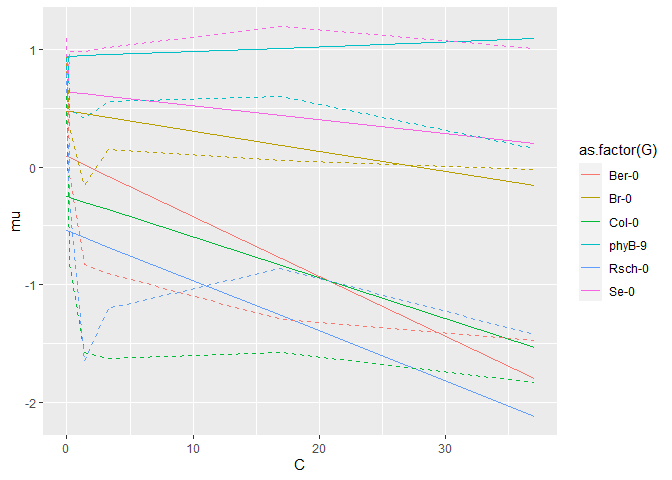 1
0
-1
-2
mu
0
10
20
30
C
as.factor(G)
Ber-0
Br-0
Col-0
phyB-9
Rsch-0
Se-0